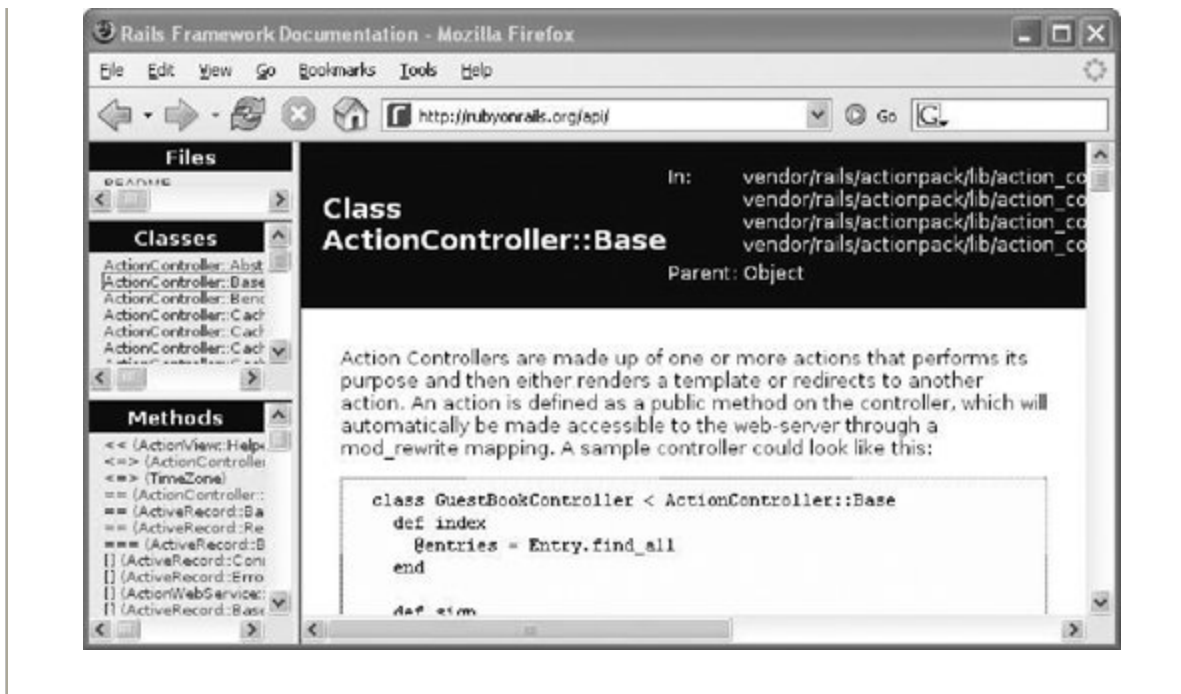 Rails Framework Documentation - Mozilla Firefox
File Edit View Go Bookmarks Tools Help
http://rubyonrails.org/api/ Go G
Files
README
Classes
ActionController::Abst
ActionController::Base
ActionController::Benc
ActionController::Cach
ActionController::Cach
ActionController::Cach
Methods
<< (ActionView::Helpe
<=> (ActionController
<=> (TimeZone)
== (ActionController::
== (ActiveRecord::Ba
== (ActiveRecord::Re
=== (ActiveRecord::B
[] (ActiveRecord::Conn
[] (ActiveRecord::Erro
[] (ActionWebService::
[] (ActiveRecord::Base
Class
ActionController::Base
In: vendor/rails/actionpack/lib/action_co
vendor/rails/actionpack/lib/action_co
vendor/rails/actionpack/lib/action_co
vendor/rails/actionpack/lib/action_co
Parent: Object
Action Controllers are made up of one or more actions that performs its
purpose and then either renders a template or redirects to another
action. An action is defined as a public method on the controller, which will
automatically be made accessible to the web-server through a
mod_rewrite mapping. A sample controller could look like this:
class GuestBookController < ActionController::Base
def index
@entries = Entry.find_all
end
def sign